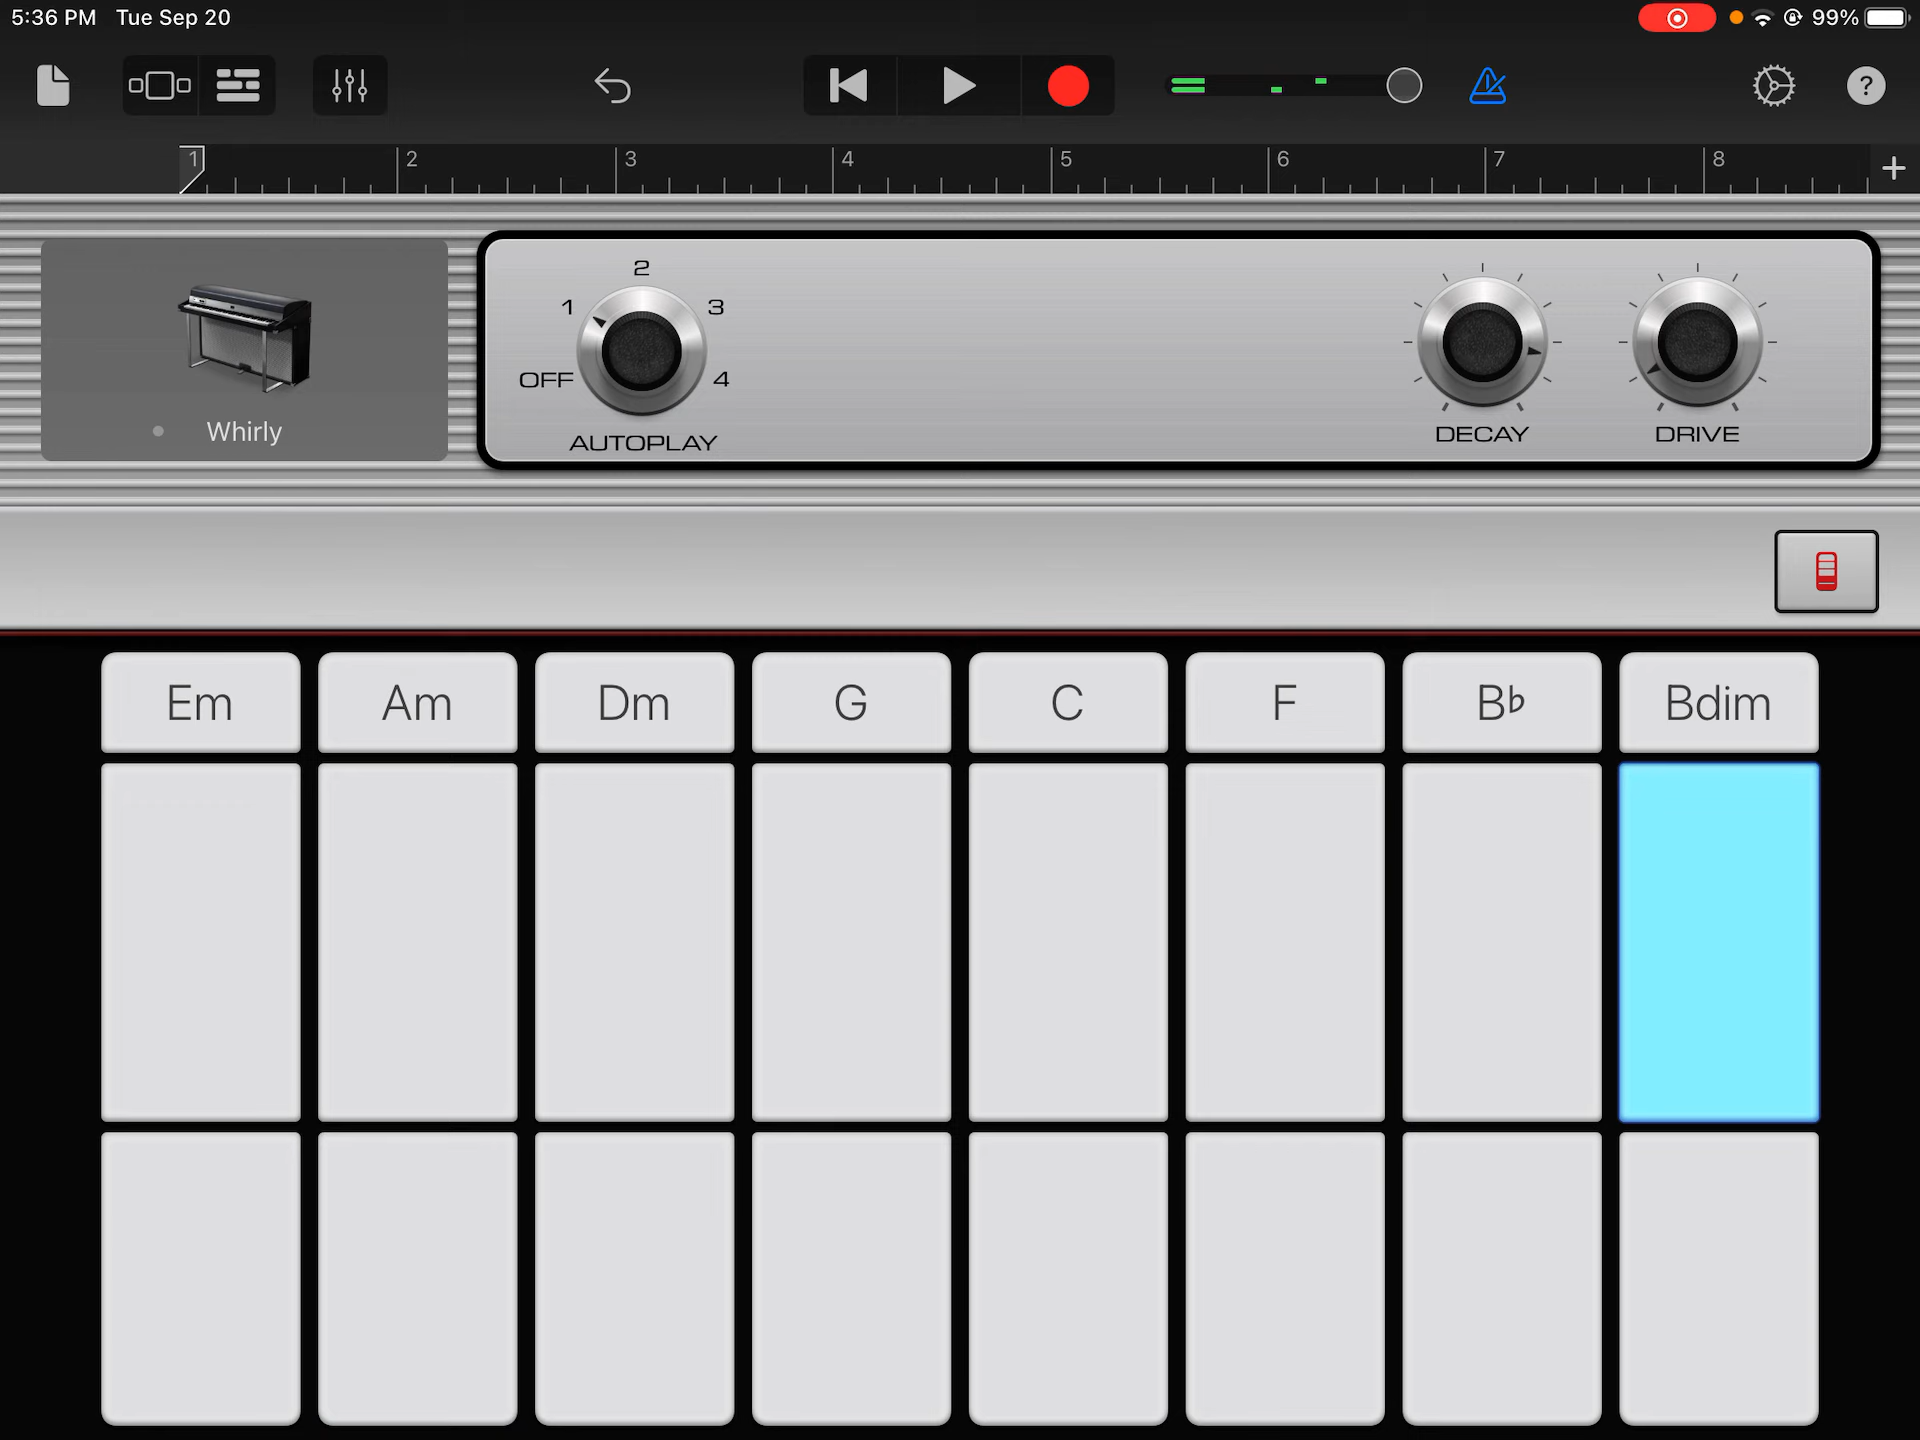 5:36 PM Tue Sep 20
99%
?
1 2 3 4 5 6 7 8 +
2
1 3
OFF 4
AUTOPLAY DECAY DRIVE
Whirly
Em Am Dm G C F B♭ Bdim